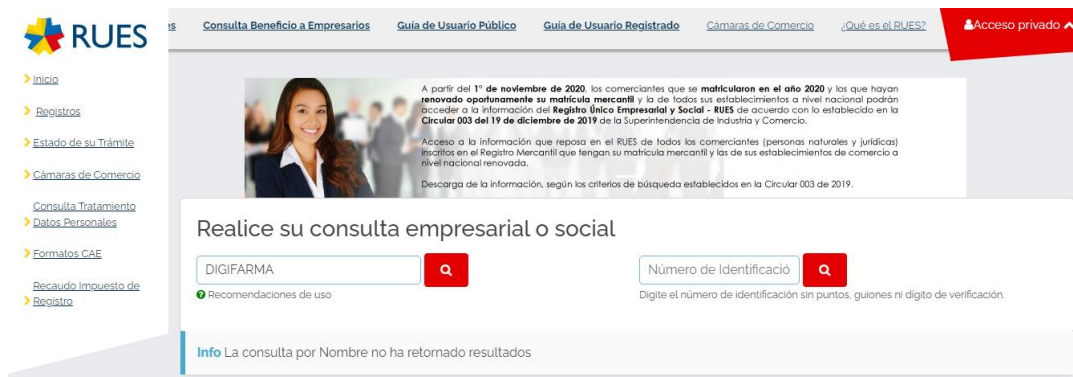 RUES
es Consulta Beneficio a Empresarios Guía de Usuario Público Guía de Usuario Registrado Cámaras de Comercio ¿Qué es el RUES? Acceso privado
Inicio
Registros
Estado de su Trámite
Cámaras de Comercio
Consulta Tratamiento
Datos Personales
Formatos CAE
Recaudo Impuesto de
Registro
A partir del 1° de noviembre de 2020, los comerciantes que se matricularon en el año 2020 y los que hayan
renovado oportunamente su matrícula mercantil y la de todos sus establecimientos a nivel nacional podrán
acceder a la información del Registro Único Empresarial y Social - RUES de acuerdo con lo establecido en la
Circular 003 del 19 de diciembre de 2019 de la Superintendencia de Industria y Comercio.
Acceso a la información que reposa en el RUES de todos los comerciantes (personas naturales y jurídicas)
inscritos en el Registro Mercantil que tengan su matrícula mercantil y las de sus establecimientos de comercio a
nivel nacional renovada.
Descarga de la información, según los criterios de búsqueda establecidos en la Circular 003 de 2019.
Realice su consulta empresarial o social
DIGIFARMA
Número de Identificació
Recomendaciones de uso
Digite el número de identificación sin puntos, guiones ni dígito de verificación.
Info La consulta por Nombre no ha retornado resultados